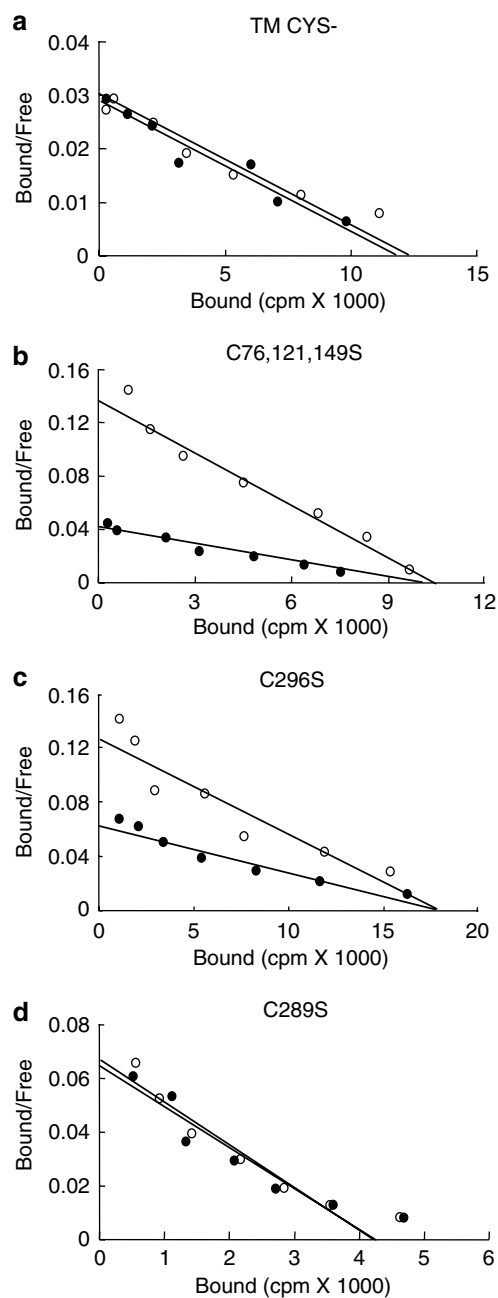 a
TM CYS-
0.04
0.03
0.02
0.01
0
Bound/Free
0 5 10 15
Bound (cpm X 1000)
b
C76,121,149S
0.16
0.12
0.08
0.04
0
Bound/Free
0 3 6 9 12
Bound (cpm X 1000)
c
C296S
0.16
0.12
0.08
0.04
0
Bound/Free
0 5 10 15 20
Bound (cpm X 1000)
d
C289S
0.08
0.06
0.04
0.02
0
Bound/Free
0 1 2 3 4 5 6
Bound (cpm X 1000)